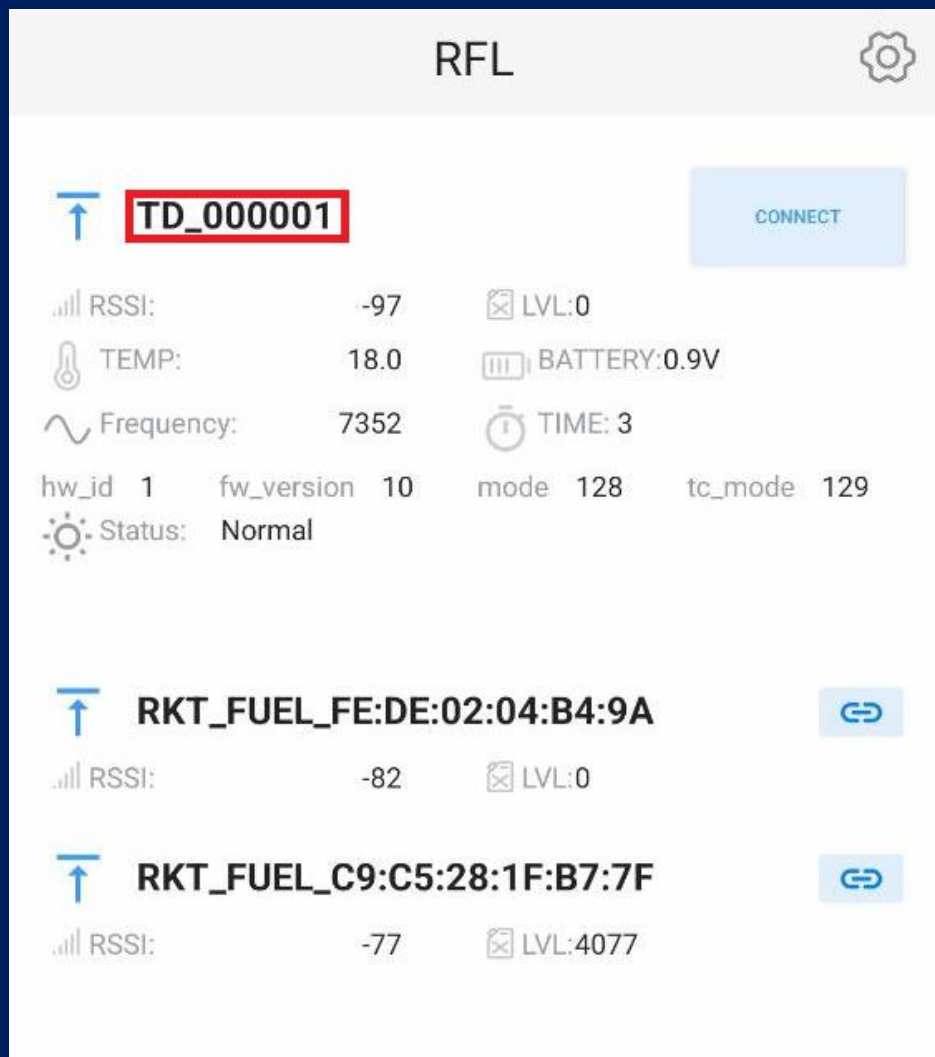 RFL
TD_000001
CONNECT
RSSI: -97 LVL:0
TEMP: 18.0 BATTERY:0.9V
Frequency: 7352 TIME: 3
hw_id 1 fw_version 10 mode 128 tc_mode 129
Status: Normal
RKT_FUEL_FE:DE:02:04:B4:9A
RSSI: -82 LVL:0
RKT_FUEL_C9:C5:28:1F:B7:7F
RSSI: -77 LVL:4077